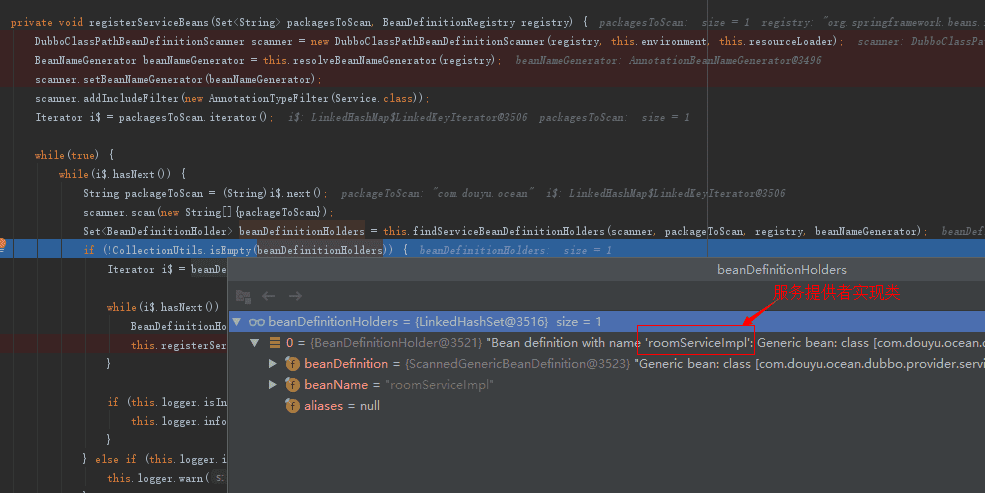 private void registerServiceBeans(Set<String> packagesToScan, BeanDefinitionRegistry registry) { packagesToScan: size = 1 registry: "org.springframework.beans.
DubboClassPathBeanDefinitionScanner scanner = new DubboClassPathBeanDefinitionScanner(registry, this.environment, this.resourceLoader); scanner: DubboClassPa
BeanNameGenerator beanNameGenerator = this.resolveBeanNameGenerator(registry); beanNameGenerator: AnnotationBeanNameGenerator@3496
scanner.setBeanNameGenerator(beanNameGenerator);
scanner.addIncludeFilter(new AnnotationTypeFilter(Service.class));
Iterator i$ = packagesToScan.iterator(); i$: LinkedHashMap$LinkedKeyIterator@3506 packagesToScan: size = 1
while(true) {
while(i$.hasNext()) {
String packageToScan = (String)i$.next(); packageToScan: "com.douyu.ocean" i$: LinkedHashMap$LinkedKeyIterator@3506
scanner.scan(new String[]{packageToScan});
Set<BeanDefinitionHolder> beanDefinitionHolders = this.findServiceBeanDefinitionHolders(scanner, packageToScan, registry, beanNameGenerator); beanDef
if (!CollectionUtils.isEmpty(beanDefinitionHolders)) { beanDefinitionHolders: size = 1
Iterator i$ = beanDe
beanDefinitionHolders
服务提供者实现类
while(i$.hasNext())
beanDefinitionHolders = {LinkedHashSet@3516} size = 1
BeanDefinitionHo
this.registerSer
0 = {BeanDefinitionHolder@3521} "Bean definition with name 'roomServiceImpl': Generic bean: class [com.douyu.ocean.d
}
beanDefinition = {ScannedGenericBeanDefinition@3523} "Generic bean: class [com.douyu.ocean.dubbo.provider.servi
beanName = "roomServiceImpl"
if (this.logger.isIn
aliases = null
this.logger.info
}
} else if (this.logger.i
this.logger.warn( s: